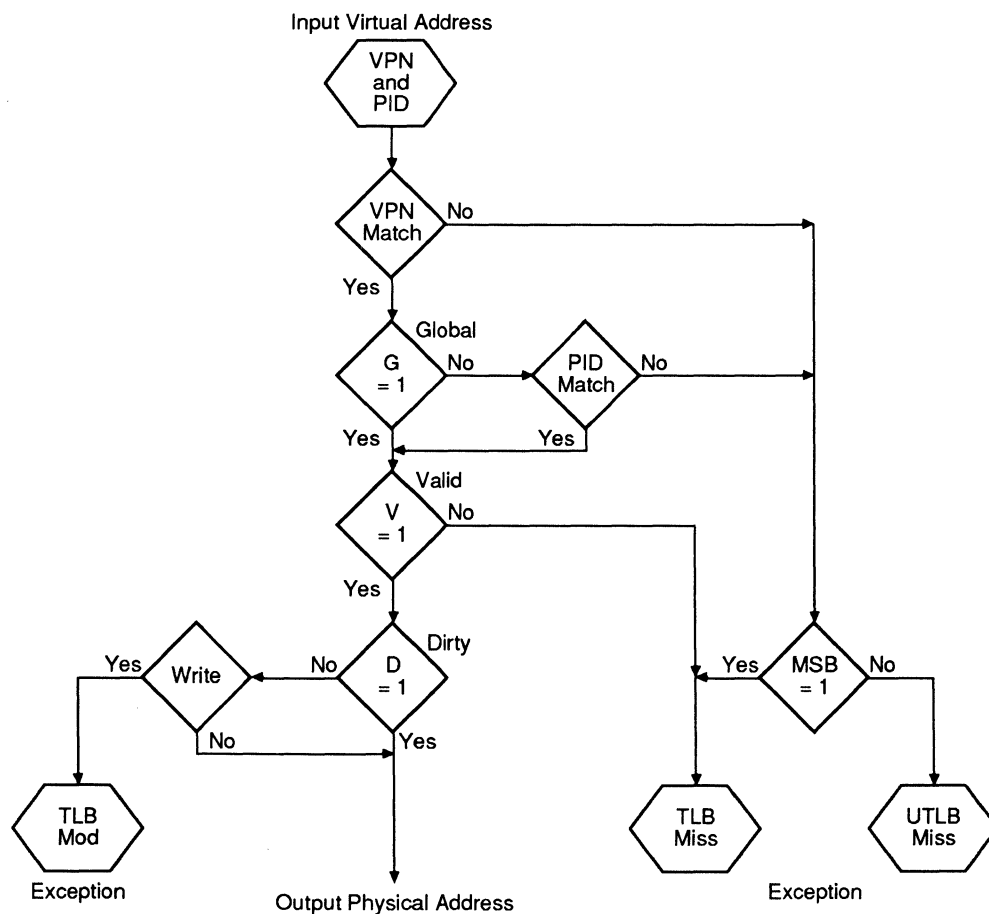 Input Virtual Address
VPN
and
PID
VPN
Match
No
Yes
Global
G
= 1
No
PID
Match
No
Yes
Yes
Valid
V
= 1
No
Yes
Dirty
D
= 1
No
Write
Yes
No
Yes
MSB
= 1
Yes
No
TLB
Mod
TLB
Miss
UTLB
Miss
Exception
Output Physical Address
Exception